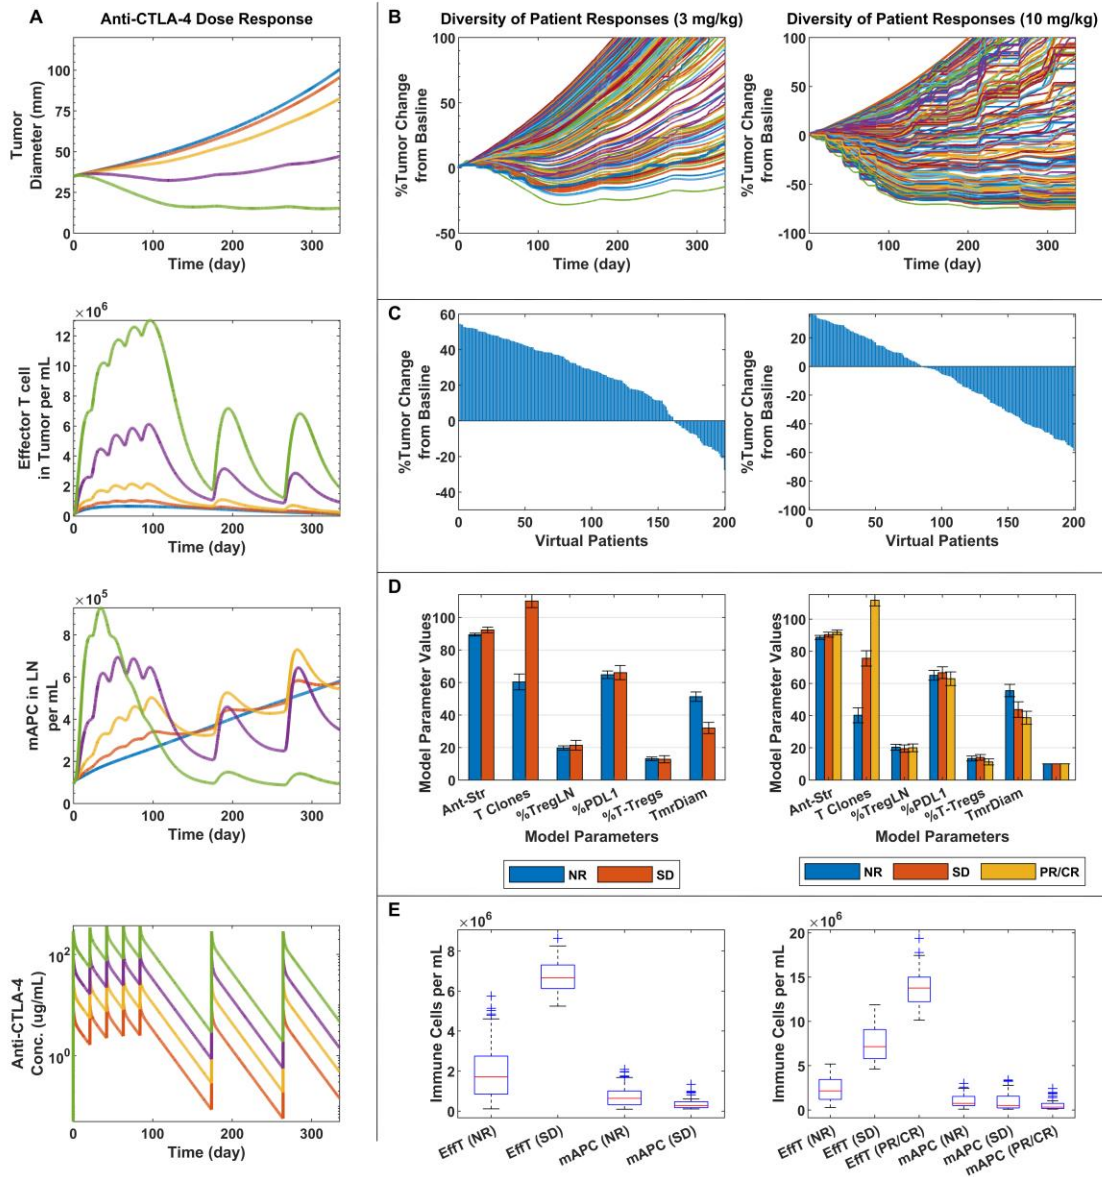 A
Anti-CTLA-4 Dose Response
Tumor
Diameter (mm)
100
75
50
25
0
0 100 200 300
Time (day)
×10⁶
Effector T cell
in Tumor per mL
12
10
8
6
4
2
0
0 100 200 300
Time (day)
×10⁵
mAPC in LN
per mL
8
6
4
2
0
0 100 200 300
Time (day)
Anti-CTLA-4
Conc. (ug/mL)
10²
10⁰
0 100 200 300
Time (day)
B
Diversity of Patient Responses (3 mg/kg)
%Tumor Change
from Basline
100
50
0
-50
0 100 200 300
Time (day)
Diversity of Patient Responses (10 mg/kg)
%Tumor Change
from Basline
100
50
0
-50
-100
0 100 200 300
Time (day)
C
%Tumor Change
from Basline
60
40
20
0
-20
-40
0 50 100 150 200
Virtual Patients
%Tumor Change
from Basline
20
0
-20
-40
-60
-80
-100
0 50 100 150 200
Virtual Patients
D
Model Parameter Values
100
80
60
40
20
0
Ant-Str T Clones %TregLN %PDL1 %T-Tregs TmrDiam
Model Parameters
NR SD
Model Parameter Values
100
80
60
40
20
0
Ant-Str T Clones %TregLN %PDL1 %T-Tregs TmrDiam
Model Parameters
NR SD PR/CR
E
×10⁶
Immune Cells per mL
8
6
4
2
0
EffT (NR) EffT (SD) mAPC (NR) mAPC (SD)
×10⁶
Immune Cells per mL
20
15
10
5
0
EffT (NR) EffT (SD) EffT (PR/CR) mAPC (NR) mAPC (SD) mAPC (PR/CR)